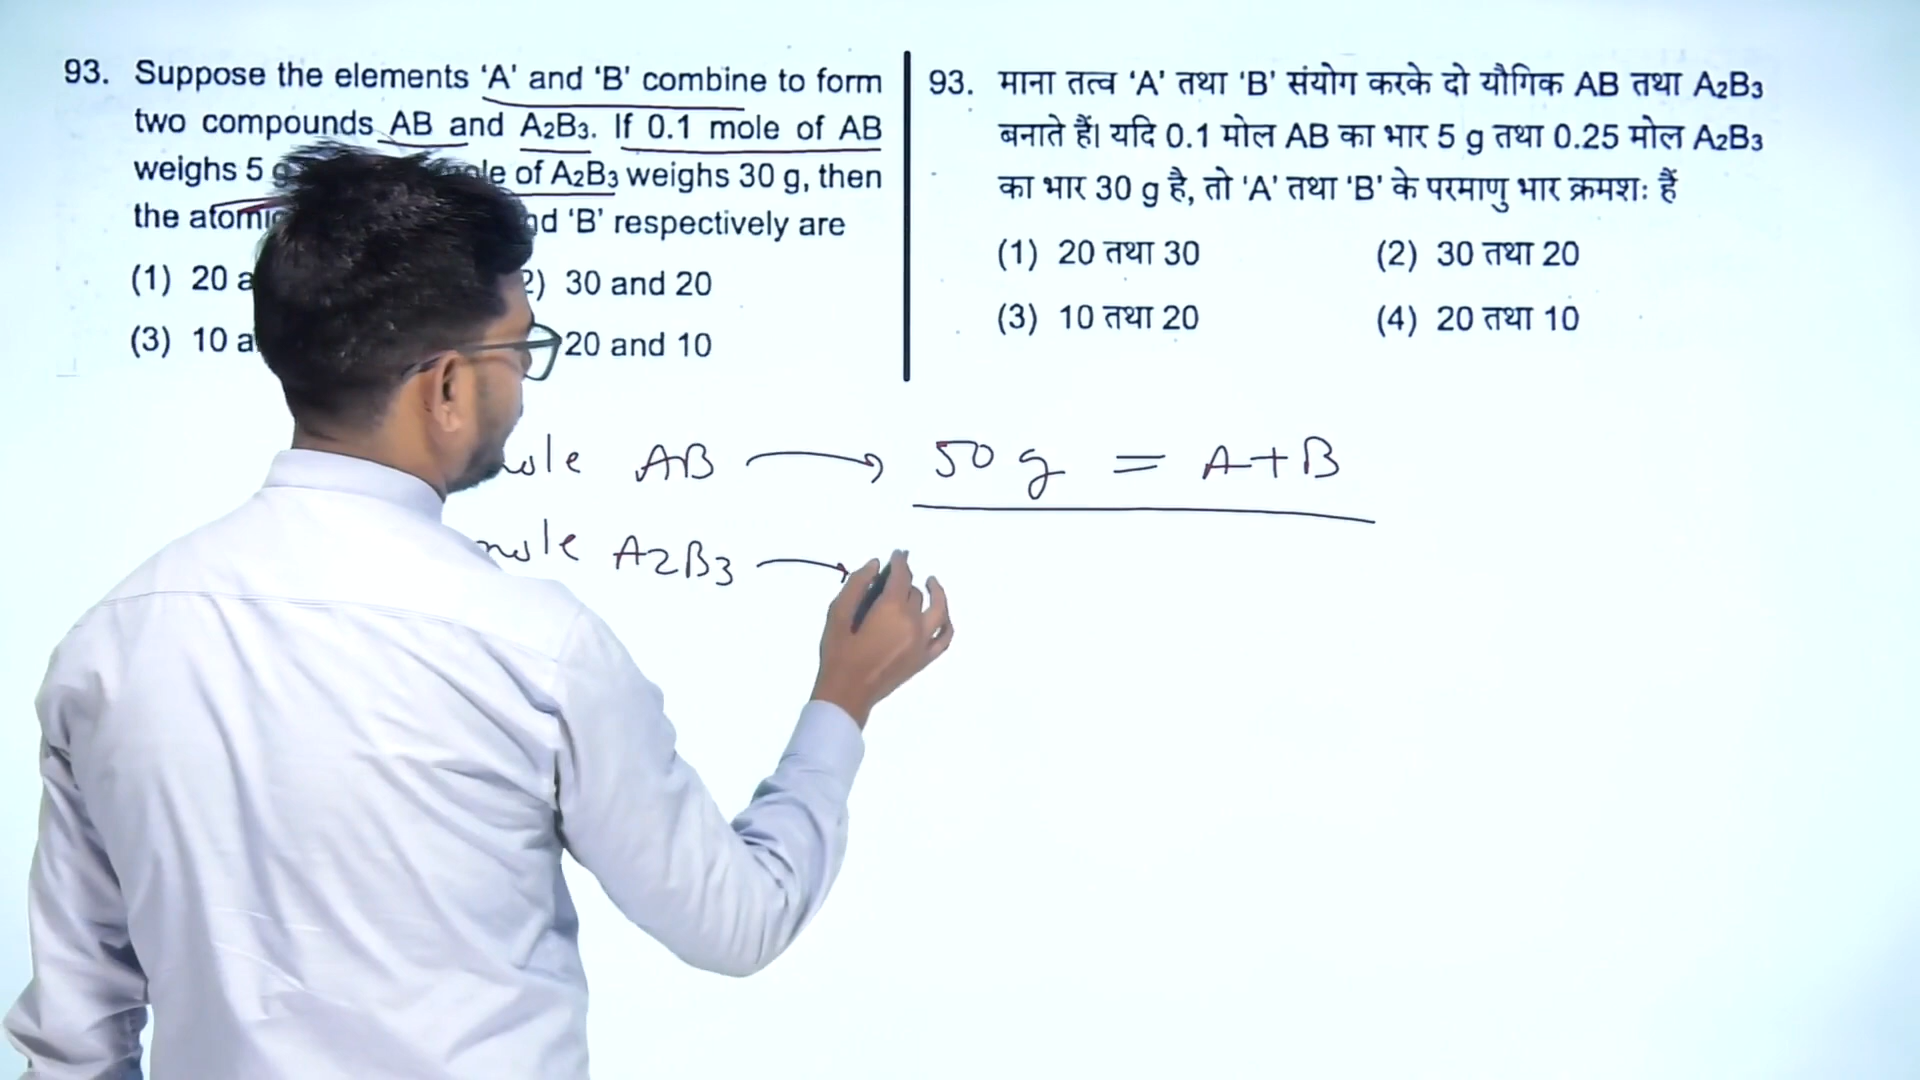 93. Suppose the elements ‘A’ and ‘B’ combine to form
two compounds AB and A2B3. If 0.1 mole of AB
weighs 5 of A2B3 weighs 30 g, then
the ‘B’ respectively are
(1) 20 2) 30 and 20
(3) 10 20 and 10
93. माना तत्व ‘A’ तथा ‘B’ संयोग करके दो यौगिक AB तथा A2B3
बनाते हैं। यदि 0.1 मोल AB का भार 5 g तथा 0.25 मोल A2B3
का भार 30 g है, तो ‘A’ तथा ‘B’ के परमाणु भार क्रमशः हैं
(1) 20 तथा 30 (2) 30 तथा 20
(3) 10 तथा 20 (4) 20 तथा 10
mole AB → 50 g = A+B
mole A2B3 →